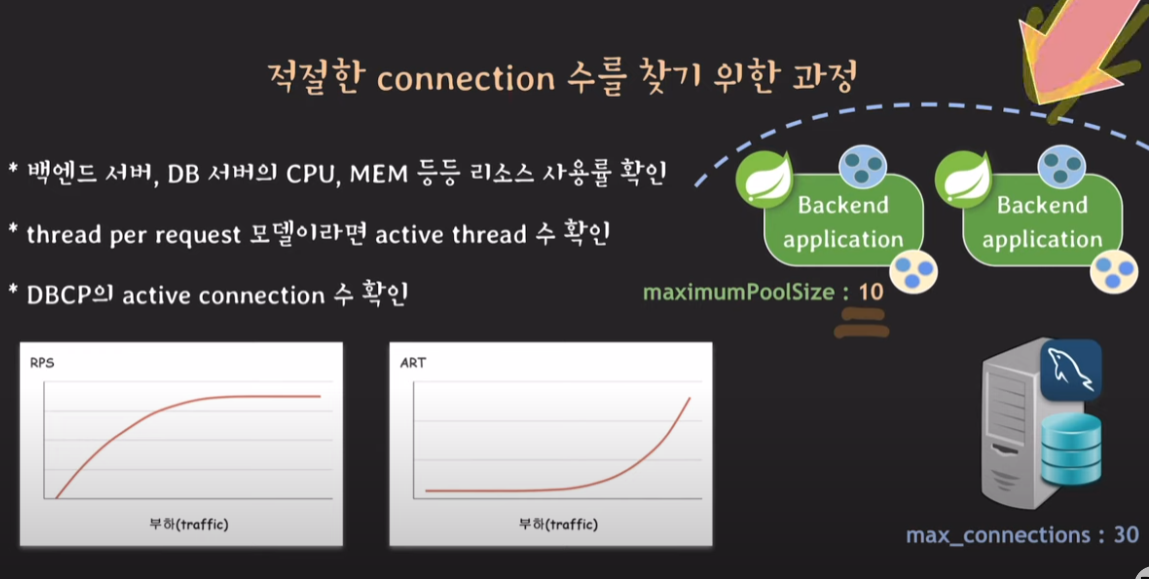 적절한 connection 수를 찾기 위한 과정
* 백엔드 서버, DB 서버의 CPU, MEM 등등 리소스 사용률 확인
* thread per request 모델이라면 active thread 수 확인
* DBCP의 active connection 수 확인
Backend
application
Backend
application
maximumPoolSize : 10
RPS
부하(traffic)
ART
부하(traffic)
max_connections : 30